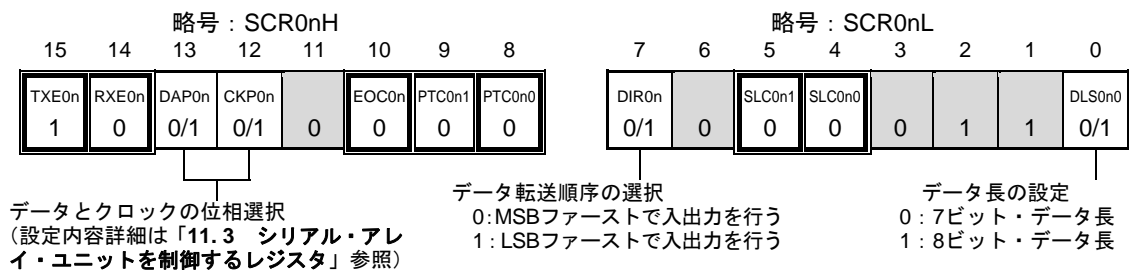 略号：SCR0nH
略号：SCR0nL
15 14 13 12 11 10 9 8
7 6 5 4 3 2 1 0
TXE0n RXE0n DAP0n CKP0n EOC0n PTC0n1 PTC0n0
DIR0n SLC0n1 SLC0n0 DLS0n0
1 0 0/1 0/1 0 0 0 0
0/1 0 0 0 0 1 1 0/1
データとクロックの位相選択
（設定内容詳細は「11.3 シリアル・アレ
イ・ユニットを制御するレジスタ」参照）
データ転送順序の選択
0：MSBファーストで入出力を行う
1：LSBファーストで入出力を行う
データ長の設定
0：7ビット・データ長
1：8ビット・データ長